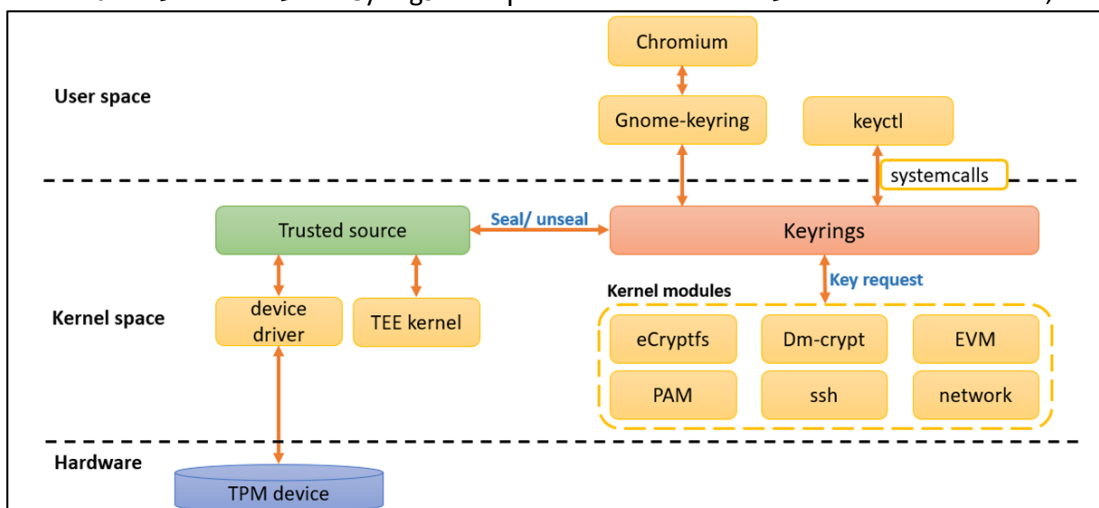 Chromium
User space
Gnome-keyring
keyctl
systemcalls
Trusted source
Seal/ unseal
Keyrings
Key request
Kernel modules
Kernel space
device
driver
TEE kernel
eCryptfs
Dm-crypt
EVM
PAM
ssh
network
Hardware
TPM device